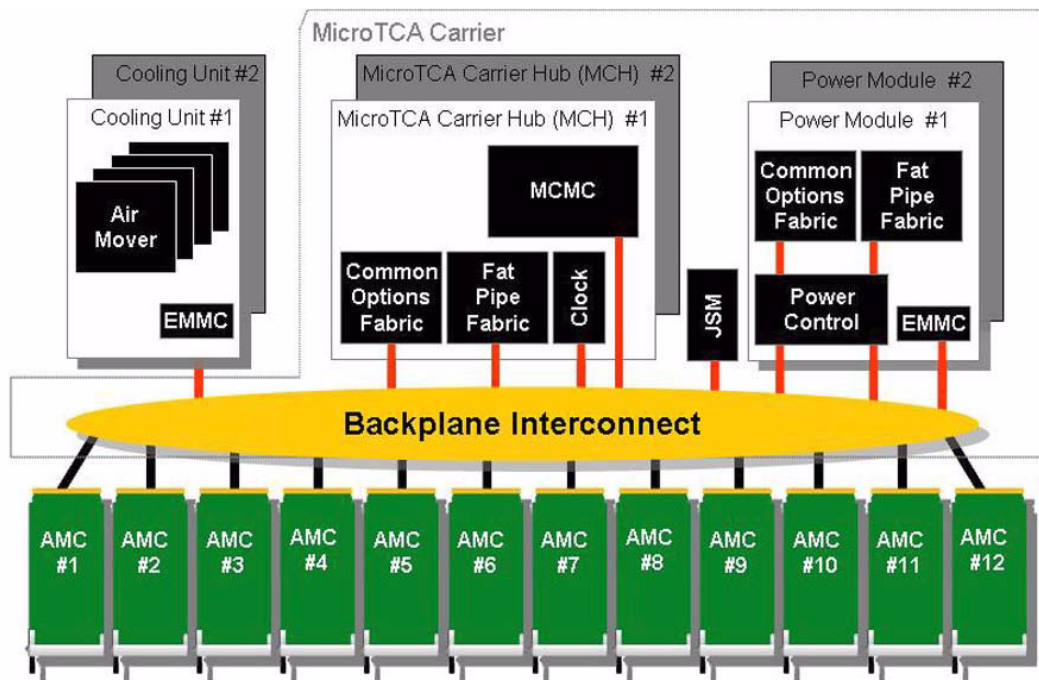 MicroTCA Carrier
Cooling Unit #2
Cooling Unit #1
Air
Mover
EMMC
MicroTCA Carrier Hub (MCH) #2
MicroTCA Carrier Hub (MCH) #1
MCMC
Common
Options
Fabric
Fat
Pipe
Fabric
Clock
JSM
Power Module #2
Power Module #1
Common
Options
Fabric
Fat
Pipe
Fabric
Power
Control
EMMC
Backplane Interconnect
AMC
#1
AMC
#2
AMC
#3
AMC
#4
AMC
#5
AMC
#6
AMC
#7
AMC
#8
AMC
#9
AMC
#10
AMC
#11
AMC
#12